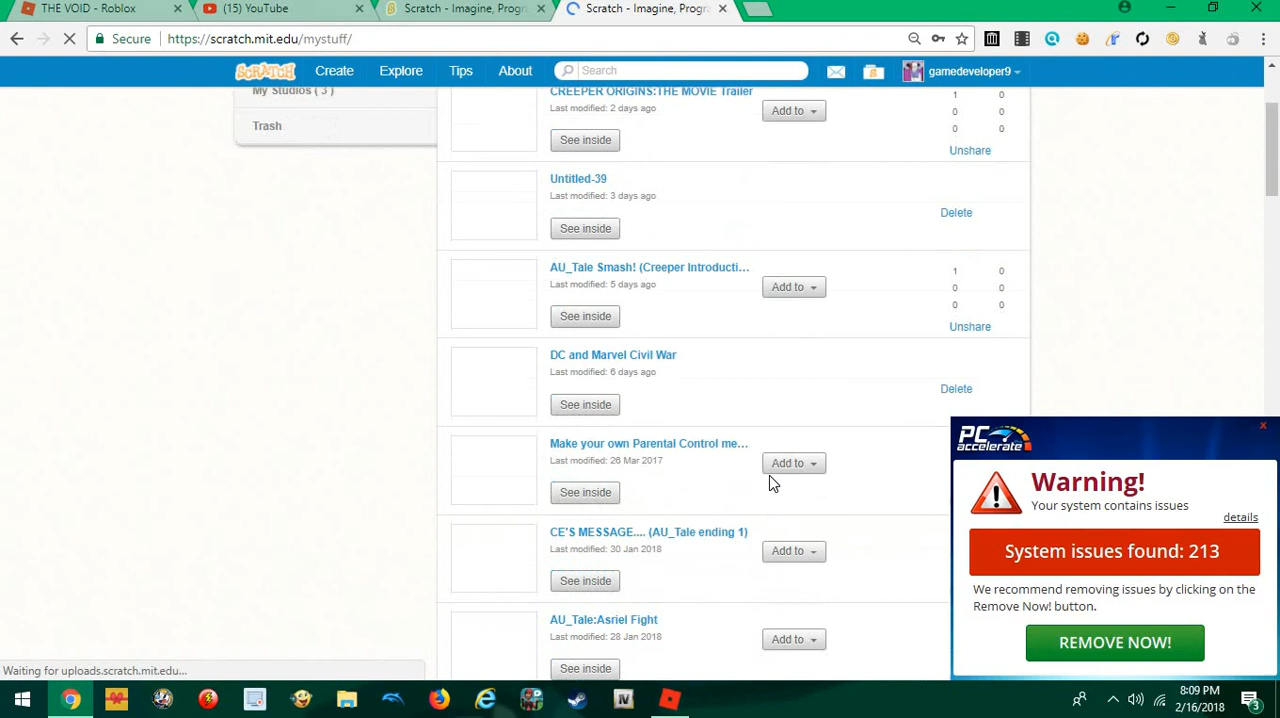 THE VOID - Roblox
(15) YouTube
Scratch - Imagine, Progra
Scratch - Imagine, Progra
Secure
https://scratch.mit.edu/mystuff/
SCRATCH
Create
Explore
Tips
About
Search
gamedeveloper9
My Studios ( 3 )
Trash
CREEPER ORIGINS:THE MOVIE Trailer
Last modified: 2 days ago
See inside
Add to
1 0
0 0
0 0
Unshare
Untitled-39
Last modified: 3 days ago
See inside
Delete
AU_Tale Smash! (Creeper Introducti...
Last modified: 5 days ago
See inside
Add to
1 0
0 0
0 0
Unshare
DC and Marvel Civil War
Last modified: 6 days ago
See inside
Delete
Make your own Parental Control me...
Last modified: 26 Mar 2017
See inside
Add to
CE'S MESSAGE.... (AU_Tale ending 1)
Last modified: 30 Jan 2018
See inside
Add to
AU_Tale:Asriel Fight
Last modified: 28 Jan 2018
See inside
Add to
PC
accelerate
x
Warning!
Your system contains issues
details
System issues found: 213
We recommend removing issues by clicking on the
Remove Now! button.
REMOVE NOW!
Waiting for uploads.scratch.mit.edu...
8:09 PM
2/16/2018
3